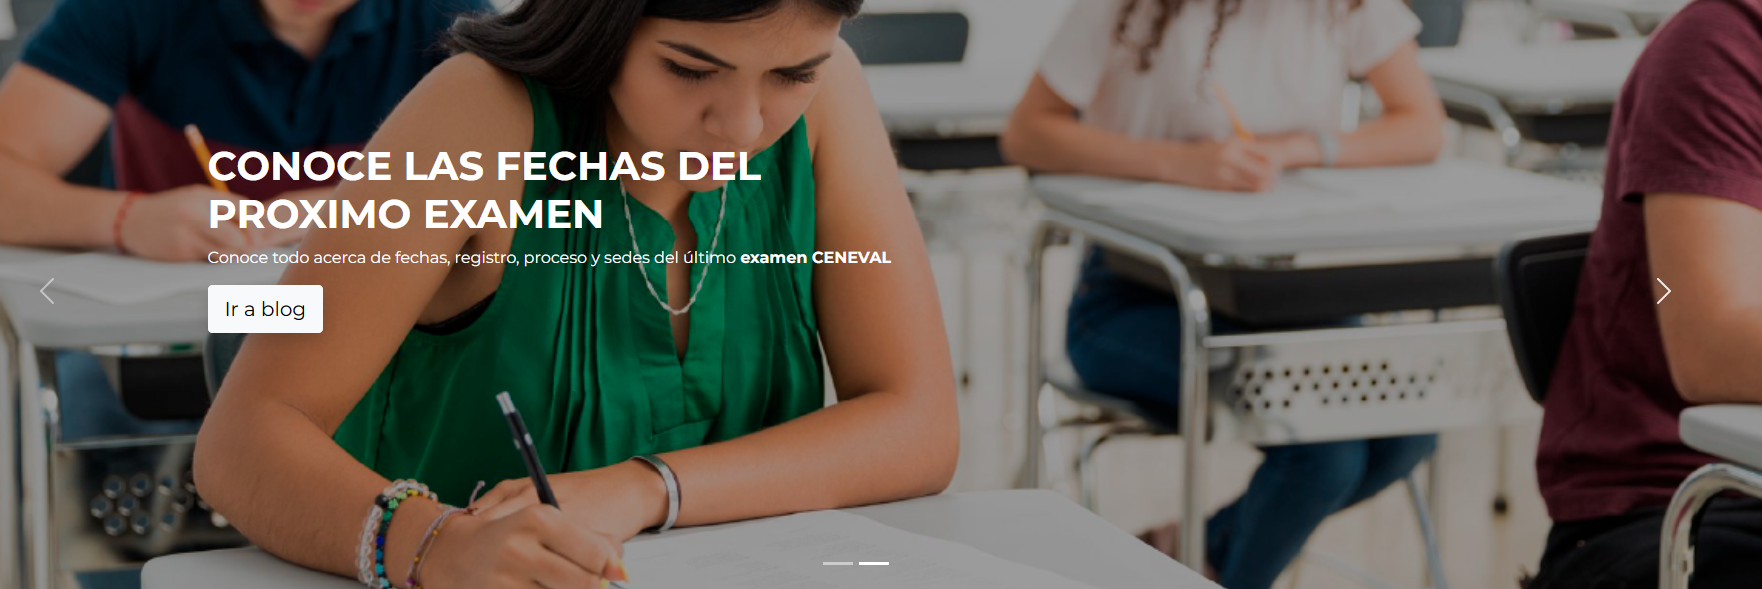 CONOCE LAS FECHAS DEL
PROXIMO EXAMEN
Conoce todo acerca de fechas, registro, proceso y sedes del último examen CENEVAL
Ir a blog